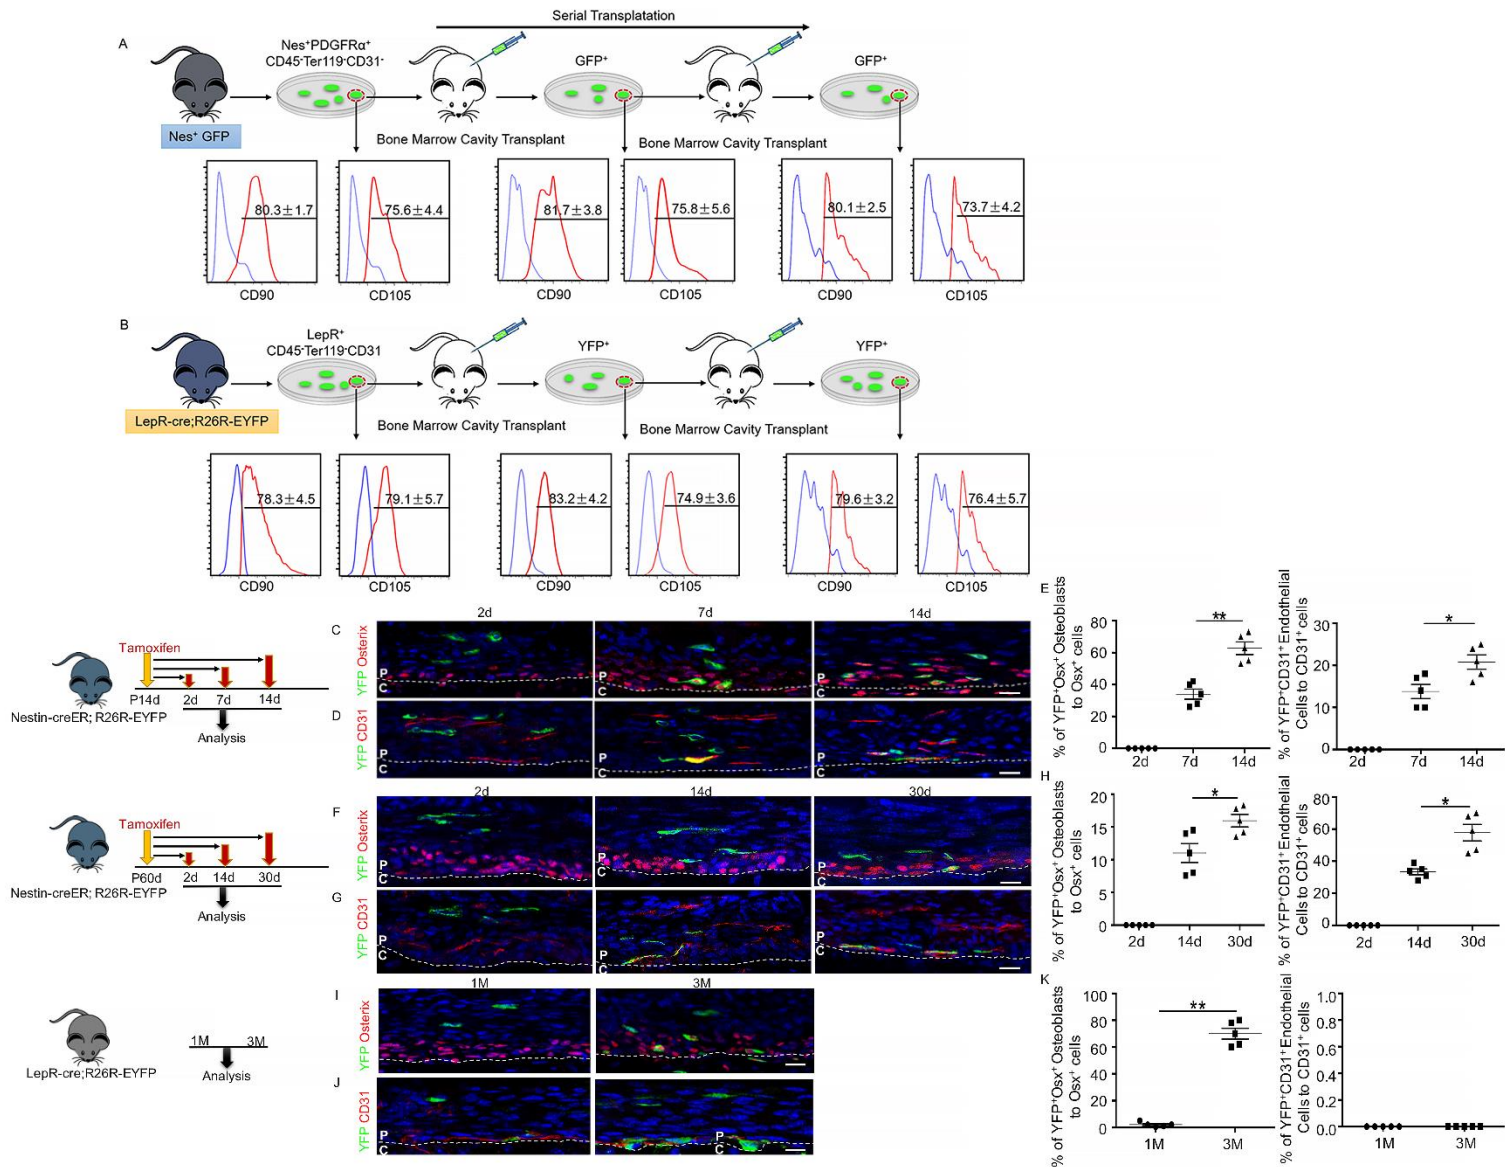 Serial Transplatation
A
Nes⁺PDGFRα⁺
CD45⁻Ter119⁻CD31⁻
GFP⁺
GFP⁺
Nes⁺ GFP
Bone Marrow Cavity Transplant
Bone Marrow Cavity Transplant
80.3±1.7
75.6±4.4
81.7±3.8
75.8±5.6
80.1±2.5
73.7±4.2
CD90
CD105
CD90
CD105
CD90
CD105
B
LepR⁺
CD45⁻Ter119⁻CD31
YFP⁺
YFP⁺
LepR-cre;R26R-EYFP
Bone Marrow Cavity Transplant
Bone Marrow Cavity Transplant
78.3±4.5
79.1±5.7
83.2±4.2
74.9±3.6
79.6±3.2
76.4±5.7
CD90
CD105
CD90
CD105
CD90
CD105
Tamoxifen
P14d 2d 7d 14d
Nestin-creER; R26R-EYFP
Analysis
2d 7d 14d
C
YFP Osterix
P
C
P
C
P
C
D
YFP CD31
P
C
P
C
P
C
E
% of YFP⁺Osx⁺ Osteoblasts
to Osx⁺ cells
80
60
40
20
0
**
2d 7d 14d
% of YFP⁺CD31⁺ Endothelial
Cells to CD31⁺ cells
30
20
10
0
*
2d 7d 14d
Tamoxifen
P60d 2d 14d 30d
Nestin-creER; R26R-EYFP
Analysis
2d 14d 30d
F
YFP Osterix
P
C
P
C
P
C
G
YFP CD31
P
C
P
C
P
C
H
% of YFP⁺Osx⁺ Osteoblasts
to Osx⁺ cells
20
15
10
5
0
*
2d 14d 30d
% of YFP⁺CD31⁺ Endothelial
Cells to CD31⁺ cells
80
60
40
20
0
*
2d 14d 30d
1M 3M
Analysis
LepR-cre;R26R-EYFP
1M 3M
I
YFP Osterix
P
C
P
C
J
YFP CD31
P
C
P
C
K
% of YFP⁺Osx⁺ Osteoblasts
to Osx⁺ cells
100
80
60
40
20
0
**
1M 3M
% of YFP⁺CD31⁺ Endothelial
Cells to CD31⁺ cells
1.0
0.8
0.6
0.4
0.2
0.0
1M 3M